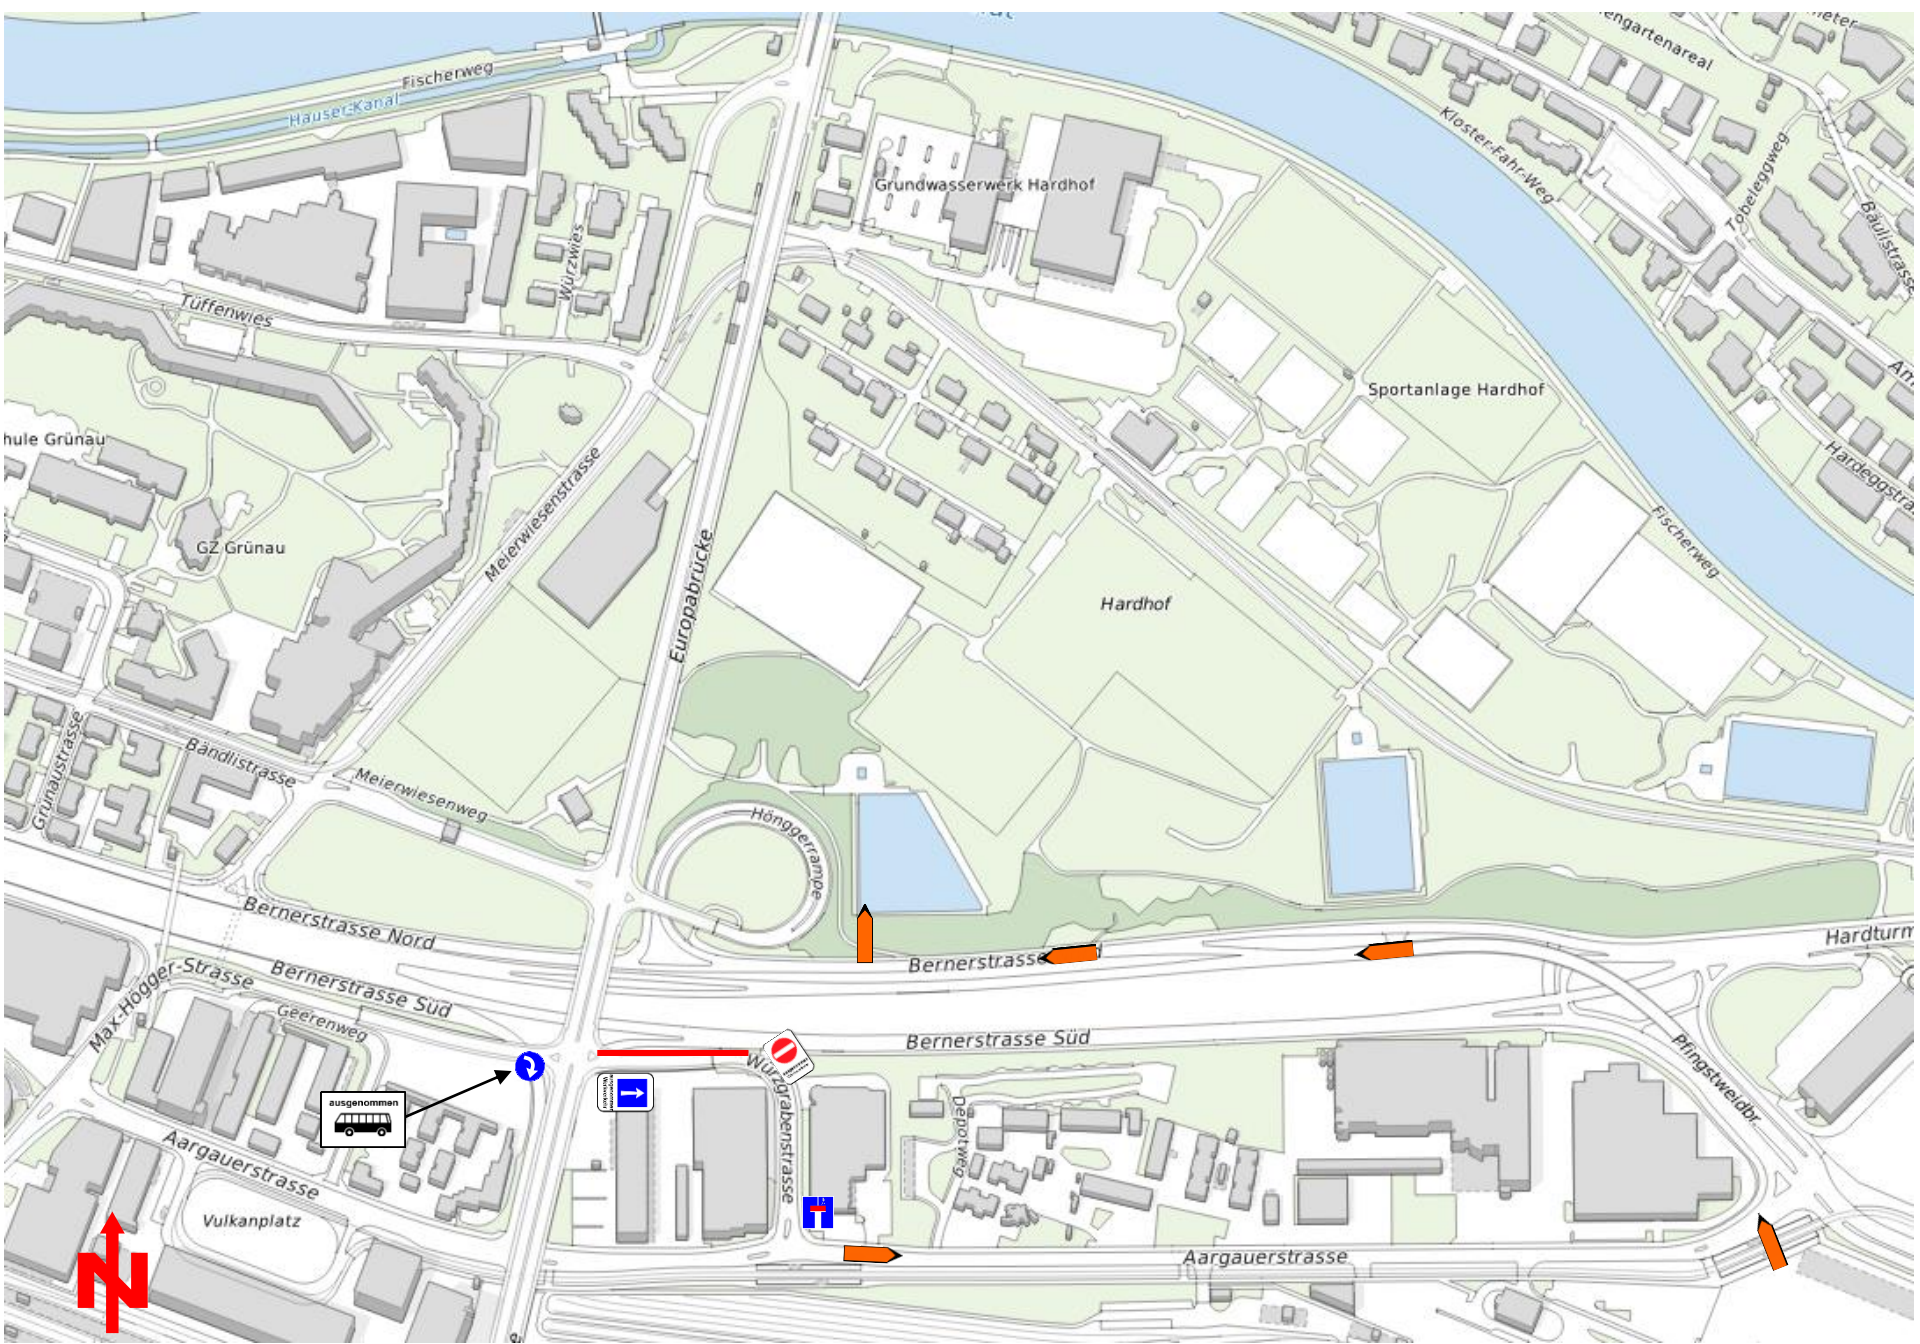 Fischerweg
Hauser-Kanal
engartenareal
Kloster-Fahr-Weg
Tobeleggweg
Bäulistrasse
Grundwasserwerk Hardhof
Würzwies
Tüffenwies
Sportanlage Hardhof
Am
hule Grünau
Hardeggstra
GZ Grünau
Meierwiesenstrasse
Europabrücke
Fischerweg
Hardhof
Grünaustrasse
Bändlistrasse
Meierwiesenweg
Hönggerrampe
Bernerstrasse Nord
Bernerstrasse
Hardturm
Max-Högger-Strasse
Bernerstrasse Süd
Geerenweg
Bernerstrasse Süd
Pfingstweidbr.
Würzgrabenstrasse
Depotweg
ausgenommen
Aargauerstrasse
Vulkanplatz
Aargauerstrasse
N